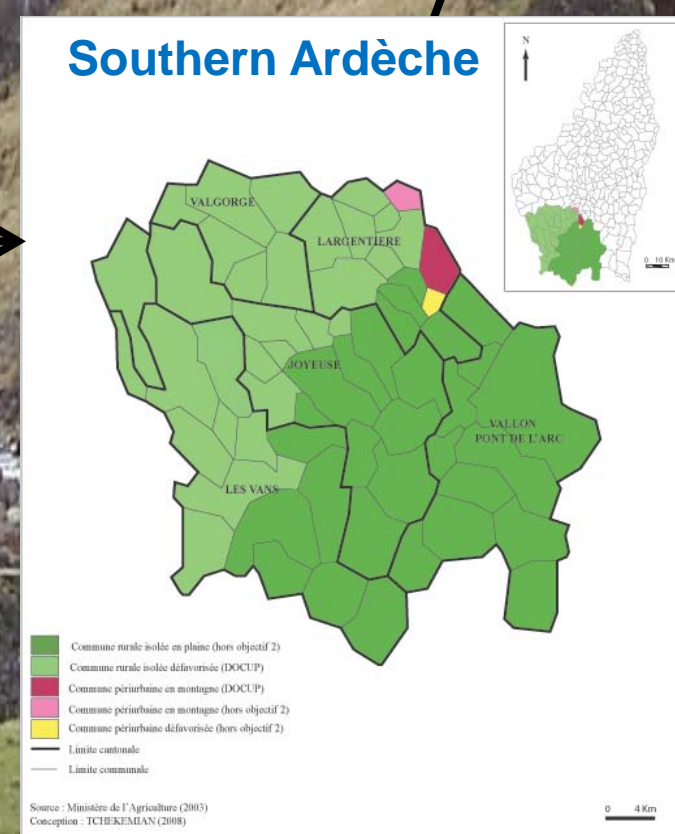 Southern Ardèche
N
0 10 Km
VALGORGE
LARGENTIERE
JOYEUSE
VALLON
PONT DE L'ARC
LES VANS
Commune rurale isolée en plaine (hors objectif 2)
Commune rurale isolée défavorisée (DOCUP)
Commune périurbaine en montagne (DOCUP)
Commune périurbaine en montagne (hors objectif 2)
Commune périurbaine défavorisée (hors objectif 2)
Limite cantonale
Limite communale
Source : Ministère de l'Agriculture (2003)
Conception : TCHEKEMIAN (2008)
0 4 Km